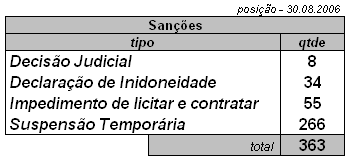 posição - 30.08.2006
Sanções
tipo qtde
Decisão Judicial 8
Declaração de Inidoneidade 34
Impedimento de licitar e contratar 55
Suspensão Temporária 266
total 363